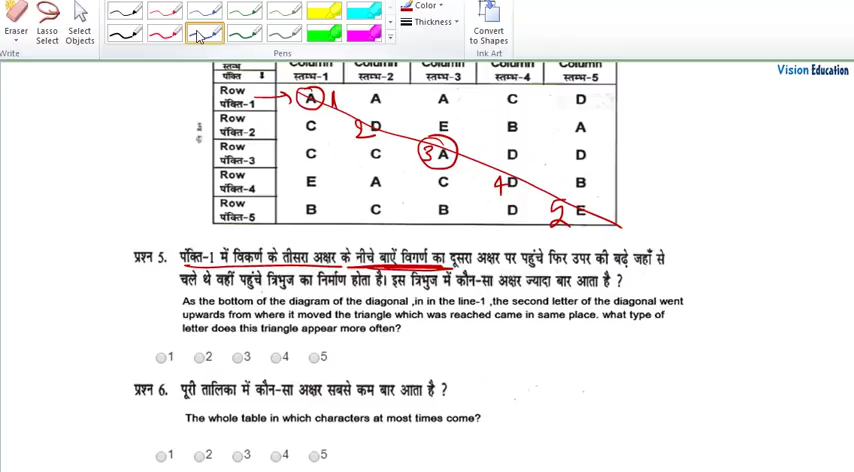 Eraser Lasso Select Select Objects Color Thickness Convert to Shapes
Write Pens Ink Art
Vision Education
स्तम्भ Column Column Column Column Column
पंक्ति स्तम्भ-1 स्तम्भ-2 स्तम्भ-3 स्तम्भ-4 स्तम्भ-5
Row पंक्ति-1 A 1 A A C D
Row पंक्ति-2 C 2 D E B A
Row पंक्ति-3 C C 3 A D D
Row पंक्ति-4 E A C 4 D B
Row पंक्ति-5 B C B D 5 E
प्रश्न 5. पंक्ति-1 में विकर्ण के तीसरा अक्षर के नीचे बाऐं विगर्ण का दूसरा अक्षर पर पहुंचे फिर उपर की बढ़े जहाँ से
चले थे वहीं पहुंचे त्रिभुज का निर्माण होता है। इस त्रिभुज में कौन-सा अक्षर ज्यादा बार आता है ?
As the bottom of the diagram of the diagonal ,in in the line-1 ,the second letter of the diagonal went
upwards from where it moved the triangle which was reached came in same place. what type of
letter does this triangle appear more often?
1 2 3 4 5
प्रश्न 6. पूरी तालिका में कौन-सा अक्षर सबसे कम बार आता है ?
The whole table in which characters at most times come?
1 2 3 4 5